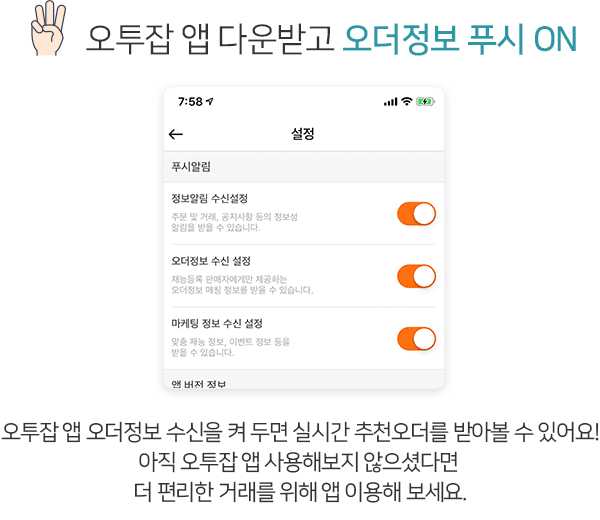 오투잡 앱 다운받고 오더정보 푸시 ON
7:58
설정
푸시알림
정보알림 수신설정
주문 및 거래, 공지사항 등의 정보성
알림을 받을 수 있습니다.
오더정보 수신 설정
재능등록 판매자에게만 제공하는
오더정보 매칭 정보를 받을 수 있습니다.
마케팅 정보 수신 설정
맞춤 재능 정보, 이벤트 정보 등을
받을 수 있습니다.
앱 버전 정보
오투잡 앱 오더정보 수신을 켜 두면 실시간 추천오더를 받아볼 수 있어요!
아직 오투잡 앱 사용해보지 않으셨다면
더 편리한 거래를 위해 앱 이용해 보세요.